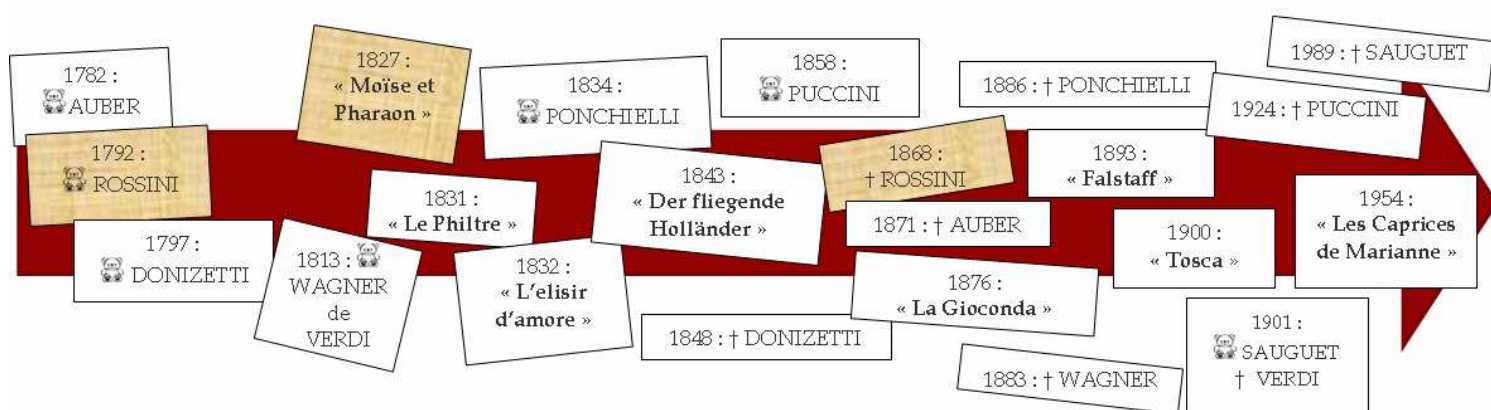 1782 :
AUBER
1792 :
ROSSINI
1797 :
DONIZETTI
1827 :
« Moïse et
Pharaon »
1813 :
WAGNER
de
VERDI
1831 :
« Le Philtre »
1834 :
PONCHIELLI
1832 :
« L'elisir
d'amore »
1843 :
« Der fliegende
Holländer »
1848 : † DONIZETTI
1858 :
PUCCINI
1868 :
† ROSSINI
1871 : † AUBER
1876 :
« La Gioconda »
1883 : † WAGNER
1886 : † PONCHIELLI
1893 :
« Falstaff »
1900 :
« Tosca »
1901 :
SAUGUET
† VERDI
1924 : † PUCCINI
1954 :
« Les Caprices
de Marianne »
1989 : † SAUGUET